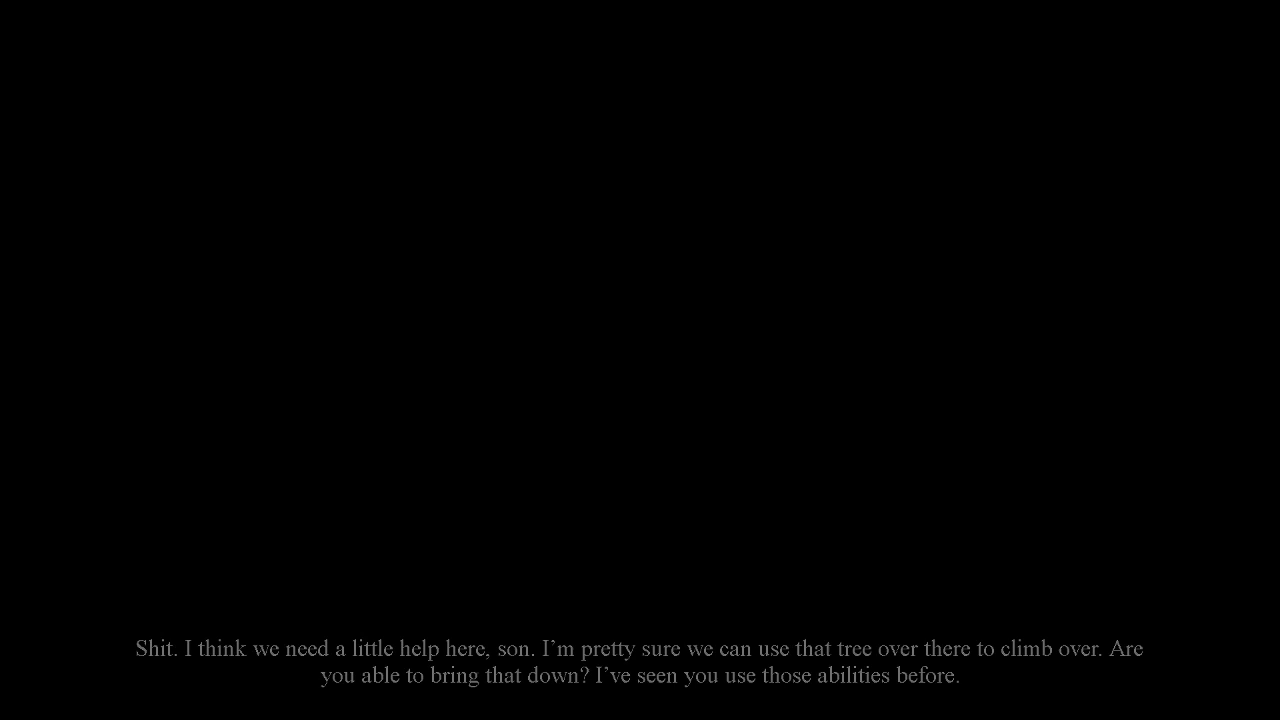 Shit. I think we need a little help here, son. I’m pretty sure we can use that tree over there to climb over. Are
you able to bring that down? I’ve seen you use those abilities before.